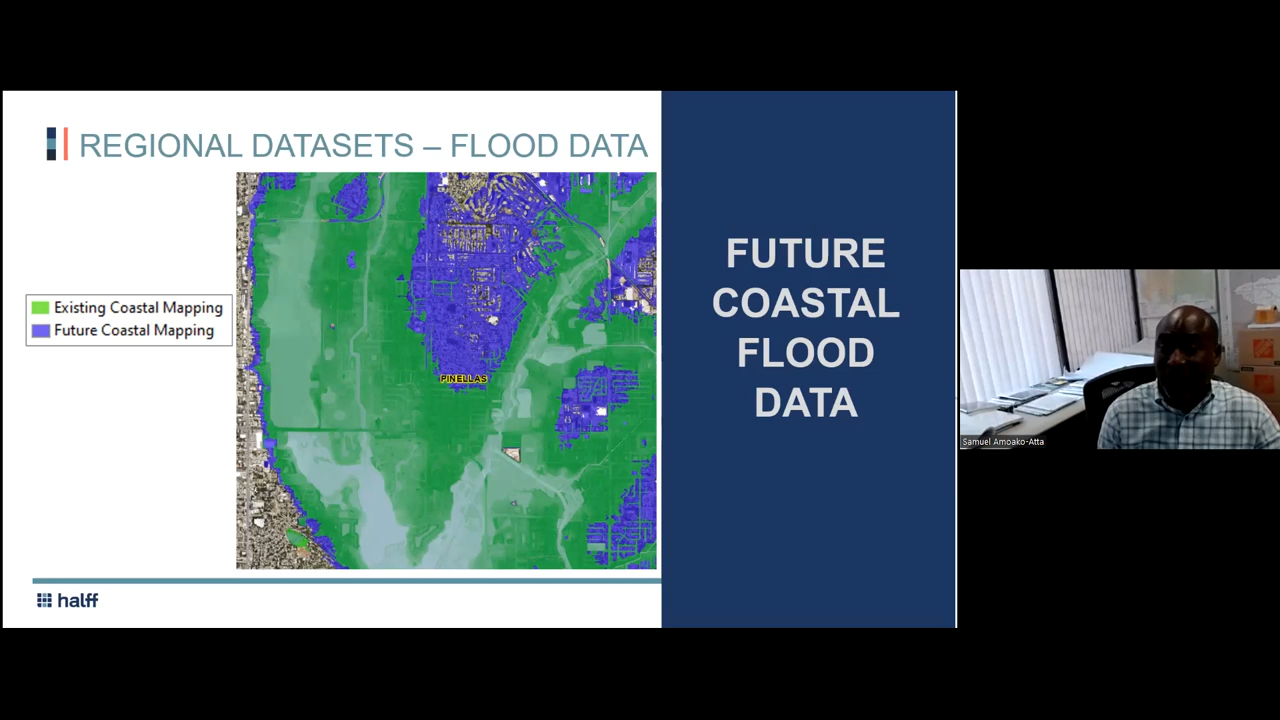 REGIONAL DATASETS – FLOOD DATA
Existing Coastal Mapping
Future Coastal Mapping
PINELLAS
halff
FUTURE
COASTAL
FLOOD
DATA
Samuel Amoako-Atta